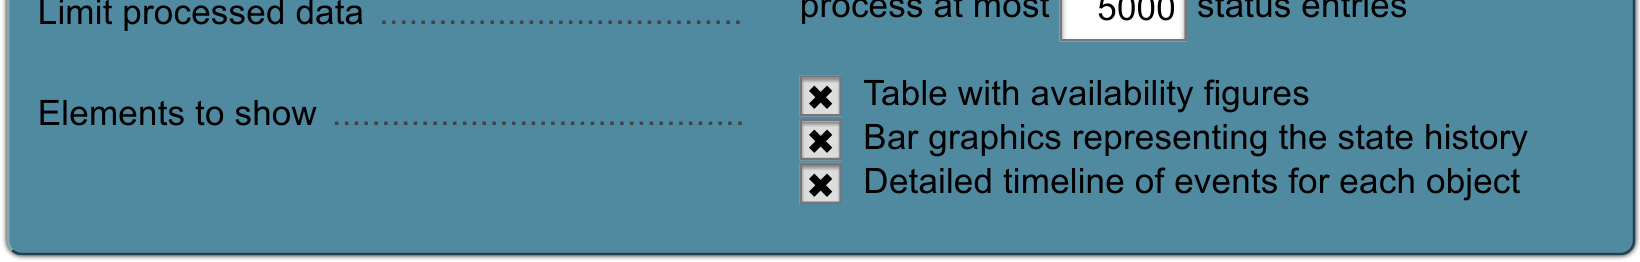 Limit processed data ................................... process at most 5000 status entries
Elements to show ........................................ Table with availability figures
Bar graphics representing the state history
Detailed timeline of events for each object